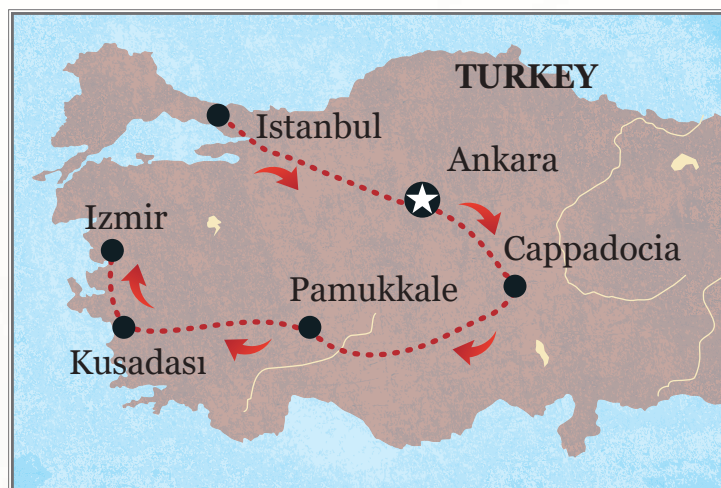 TURKEY
Istanbul
Ankara
Izmir
Cappadocia
Pamukkale
Kusadası